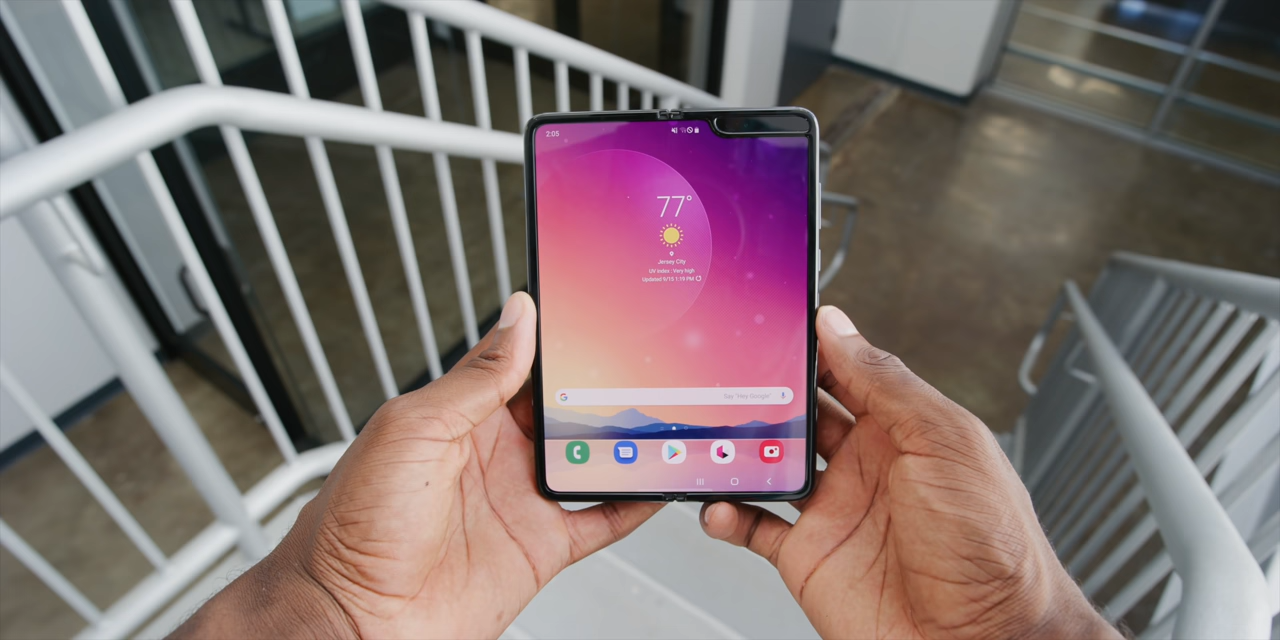 2:05
77°
Jersey City
UV index : Very high
Updated 9/15 1:19 PM
G
Say "Hey Google"